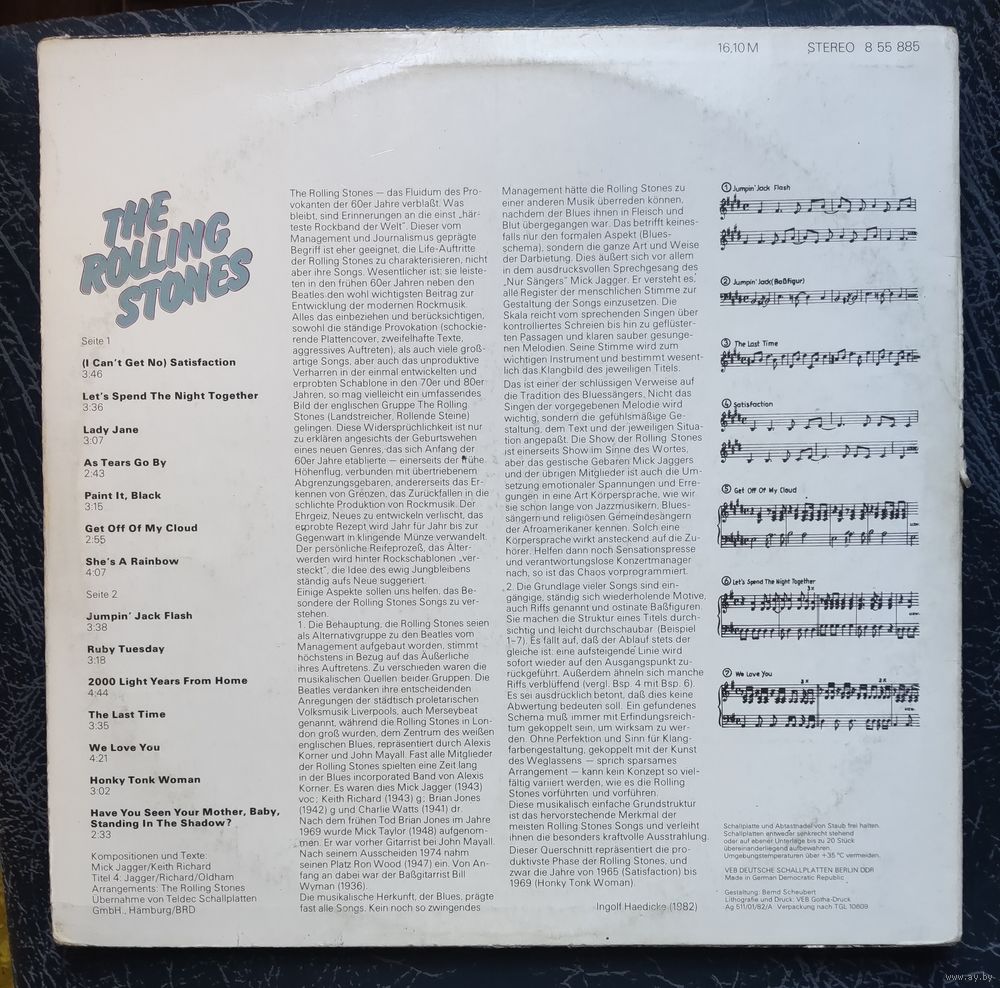 16,10 M STEREO 8 55 885
THE
ROLLING
STONES
Seite 1
(I Can't Get No) Satisfaction
3:46
Let's Spend The Night Together
3:36
Lady Jane
3:07
As Tears Go By
2:43
Paint It, Black
3:15
Get Off Of My Cloud
2:55
She's A Rainbow
4:07
Seite 2
Jumpin' Jack Flash
3:38
Ruby Tuesday
3:18
2000 Light Years From Home
4:44
The Last Time
3:35
We Love You
4:21
Honky Tonk Woman
3:02
Have You Seen Your Mother, Baby,
Standing In The Shadow?
2:33
Kompositionen und Texte:
Mick Jagger/Keith Richard
Titel 4: Jagger/Richard/Oldham
Arrangements: The Rolling Stones
Übernahme von Teldec Schallplatten
GmbH., Hamburg/BRD
The Rolling Stones — das Fluidum des Pro-
vokanten der 60er Jahre verblaßt. Was
bleibt, sind Erinnerungen an die einst „här-
teste Rockband der Welt". Dieser vom
Management und Journalismus geprägte
Begriff ist eher geeignet, die Life-Auftritte
der Rolling Stones zu charakterisieren, nicht
aber ihre Songs. Wesentlicher ist: sie leiste-
ten in den frühen 60er Jahren neben den
Beatles den wohl wichtigsten Beitrag zur
Entwicklung der modernen Rockmusik.
Alles das einbeziehen und berücksichtigen,
sowohl die ständige Provokation (schockie-
rende Plattencover, zweifelhafte Texte,
aggressives Auftreten), als auch viele groß-
artige Songs, aber auch das unproduktive
Verharren in der einmal entwickelten und
erprobten Schablone in den 70er und 80er
Jahren, so mag vielleicht ein umfassendes
Bild der englischen Gruppe The Rolling
Stones (Landstreicher, Rollende Steine)
gelingen. Diese Widersprüchlichkeit ist nur
zu erklären angesichts der Geburtswehen
eines neuen Genres, das sich Anfang der
60er Jahre etablierte — einerseits der frühe
Höhenflug, verbunden mit übertriebenem
Abgrenzungsgebaren, andererseits das Er-
kennen von Grenzen, das Zurückfallen in die
schlichte Produktion von Rockmusik. Der
Ehrgeiz, Neues zu entwickeln verlischt, das
erprobte Rezept wird Jahr für Jahr bis zur
Gegenwart in klingende Münze verwandelt.
Der persönliche Reifeprozeß, das Älter-
werden wird hinter Rockschablonen „ver-
steckt", die Idee des ewig Jungbleibens
ständig aufs Neue suggeriert.
Einige Aspekte sollen uns helfen, das Be-
sondere der Rolling Stones Songs zu ver-
stehen.
1. Die Behauptung, die Rolling Stones seien
als Alternativgruppe zu den Beatles vom
Management aufgebaut worden, stimmt
höchstens in Bezug auf das Äußerliche
ihres Auftretens. Zu verschieden waren die
musikalischen Quellen beider Gruppen. Die
Beatles verdanken ihre entscheidenden
Anregungen der städtisch proletarischen
Volksmusik Liverpools, auch Merseybeat
genannt, während die Rolling Stones in Lon-
don groß wurden, dem Zentrum des weißen
englischen Blues, repräsentiert durch Alexis
Korner und John Mayall. Fast alle Mitglieder
der Rolling Stones spielten eine Zeit lang
in der Blues incorporated Band von Alexis
Korner. Es waren dies Mick Jagger (1943)
voc; Keith Richard (1943) g; Brian Jones
(1942) g und Charlie Watts (1941) dr.
Nach dem frühen Tod Brian Jones im Jahre
1969 wurde Mick Taylor (1948) aufgenom-
men. Er war vorher Gitarrist bei John Mayall.
Nach seinem Ausscheiden 1974 nahm
seinen Platz Ron Wood (1947) ein. Von An-
fang an dabei war der Baßgitarrist Bill
Wyman (1936).
Die musikalische Herkunft, der Blues, prägte
fast alle Songs. Kein noch so zwingendes
Management hätte die Rolling Stones zu
einer anderen Musik überreden können,
nachdem der Blues ihnen in Fleisch und
Blut übergegangen war. Das betrifft keines-
falls nur den formalen Aspekt (Blues-
schema), sondern die ganze Art und Weise
der Darbietung. Dies äußert sich vor allem
in dem ausdrucksvollen Sprechgesang des
„Nur Sängers" Mick Jagger. Er versteht es,
alle Register der menschlichen Stimme zur
Gestaltung der Songs einzusetzen. Die
Skala reicht vom sprechenden Singen über
kontrolliertes Schreien bis hin zu geflüster-
ten Passagen und klaren sauber gesunge-
nen Melodien. Seine Stimme wird zum
wichtigen Instrument und bestimmt wesent-
lich das Klangbild des jeweiligen Titels.
Das ist einer der schlüssigen Verweise auf
die Tradition des Bluessängers. Nicht das
Singen der vorgegebenen Melodie wird
wichtig, sondern die gefühlsmäßige Ge-
staltung, dem Text und der jeweiligen Situa-
tion angepaßt. Die Show der Rolling Stones
ist einerseits Show im Sinne des Wortes,
aber das gestische Gebaren Mick Jaggers
und der übrigen Mitglieder ist auch die Um-
setzung emotionaler Spannungen und Erre-
gungen in eine Art Körpersprache, wie wir
sie schon lange von Jazzmusikern, Blues-
sängern und religiösen Gemeindesängern
der Afroamerikaner kennen. Solch eine
Körpersprache wirkt ansteckend auf die Zu-
hörer. Helfen dann noch Sensationspresse
und verantwortungslose Konzertmanager
nach, so ist das Chaos vorprogrammiert.
2. Die Grundlage vieler Songs sind ein-
gängige, ständig sich wiederholende Motive,
auch Riffs genannt und ostinate Baßfiguren.
Sie machen die Struktur eines Titels durch-
sichtig und leicht durchschaubar (Beispiel
1–7). Es fällt auf, daß der Ablauf stets der
gleiche ist: eine aufsteigende Linie wird
sofort wieder auf den Ausgangspunkt zu-
rückgeführt. Außerdem ähneln sich manche
Riffs verblüffend (vergl. Bsp. 4 mit Bsp. 6).
Es sei ausdrücklich betont, daß dies keine
Abwertung bedeuten soll. Ein gefundenes
Schema muß immer mit Erfindungsreich-
tum gekoppelt sein, um wirksam zu wer-
den. Ohne Perfektion und Sinn für Klang-
farbengestaltung, gekoppelt mit der Kunst
des Weglassens — sprich sparsames
Arrangement — kann kein Konzept so viel-
fältig variiert werden, wie es die Rolling
Stones vorführten und vorführen.
Diese musikalisch einfache Grundstruktur
ist das hervorstechende Merkmal der
meisten Rolling Stones Songs und verleiht
ihnen die besonders kraftvolle Ausstrahlung.
Dieser Querschnitt repräsentiert die pro-
duktivste Phase der Rolling Stones, und
zwar die Jahre von 1965 (Satisfaction) bis
1969 (Honky Tonk Woman).
Ingolf Haedicke (1982)
① Jumpin' Jack Flash
② Jumpin' Jack (Baßfigur)
③ The Last Time
④ Satisfaction
⑤ Get Off Of My Cloud
⑥ Let's Spend The Night Together
⑦ We Love You
Schallplatte und Abtastnadel von Staub frei halten.
Schallplatten entweder senkrecht stehend
oder auf ebener Unterlage bis zu 20 Stück
übereinanderliegend aufbewahren.
Umgebungstemperaturen über +35 °C vermeiden.
VEB DEUTSCHE SCHALLPLATTEN BERLIN DDR
Made in German Democratic Republic
Gestaltung: Bernd Scheubert
Lithografie und Druck: VEB Gotha-Druck
Ag 511/01/82/A Verpackung nach TGL 10609
www.ay.by